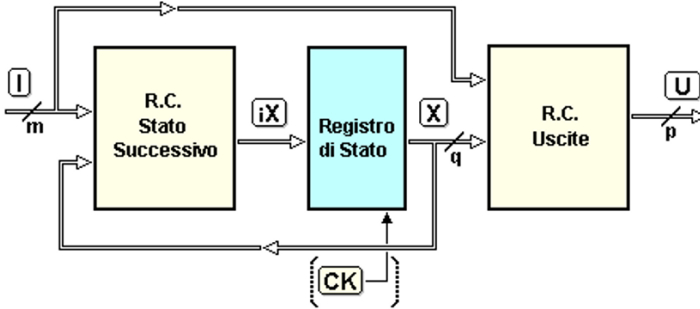 I
m
R.C.
Stato
Successivo
iX
Registro
di Stato
X
q
R.C.
Uscite
U
p
CK